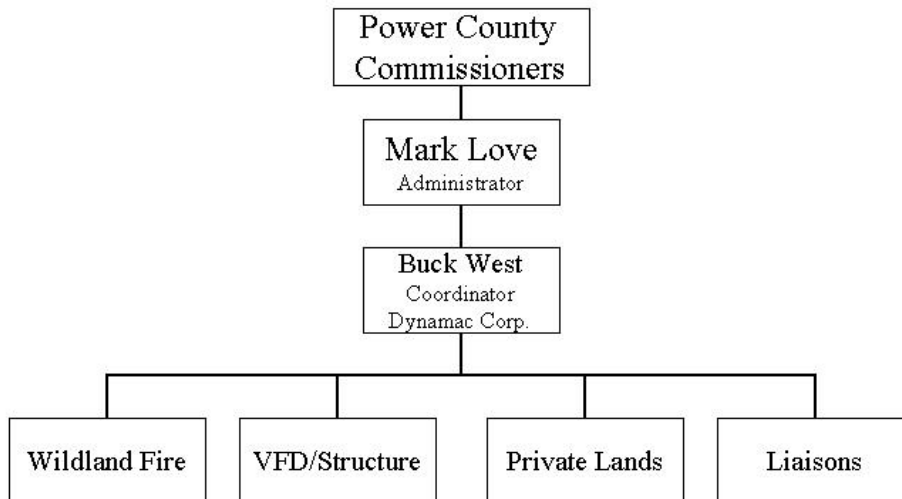 Power County
Commissioners
Mark Love
Administrator
Buck West
Coordinator
Dynamac Corp.
Wildland Fire
VFD/Structure
Private Lands
Liaisons